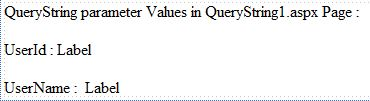 QueryString parameter Values in QueryString1.aspx Page :
UserId : Label
UserName :  Label